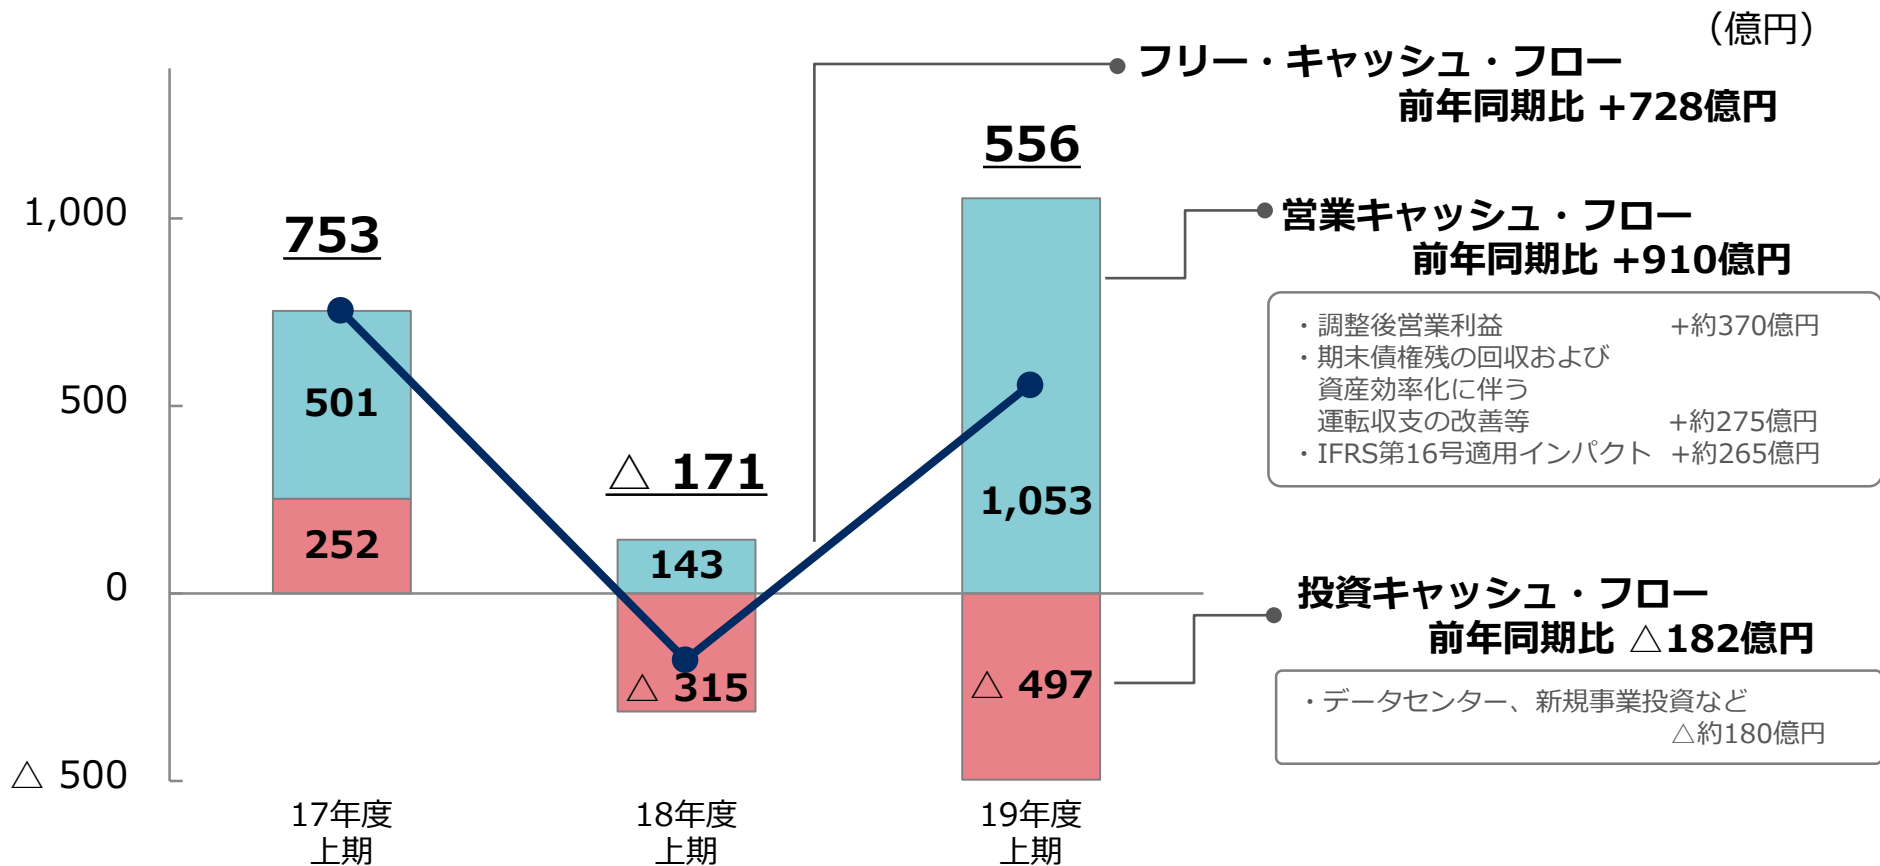 （億円）
フリー・キャッシュ・フロー
前年同期比 +728億円
556
営業キャッシュ・フロー
前年同期比 +910億円
・調整後営業利益 +約370億円
・期末債権残の回収および
資産効率化に伴う
運転収支の改善等 +約275億円
・IFRS第16号適用インパクト +約265億円
投資キャッシュ・フロー
前年同期比 △182億円
・データセンター、新規事業投資など
△約180億円
1,000
500
0
△ 500
753
501
252
△ 171
143
△ 315
1,053
△ 497
17年度
上期
18年度
上期
19年度
上期